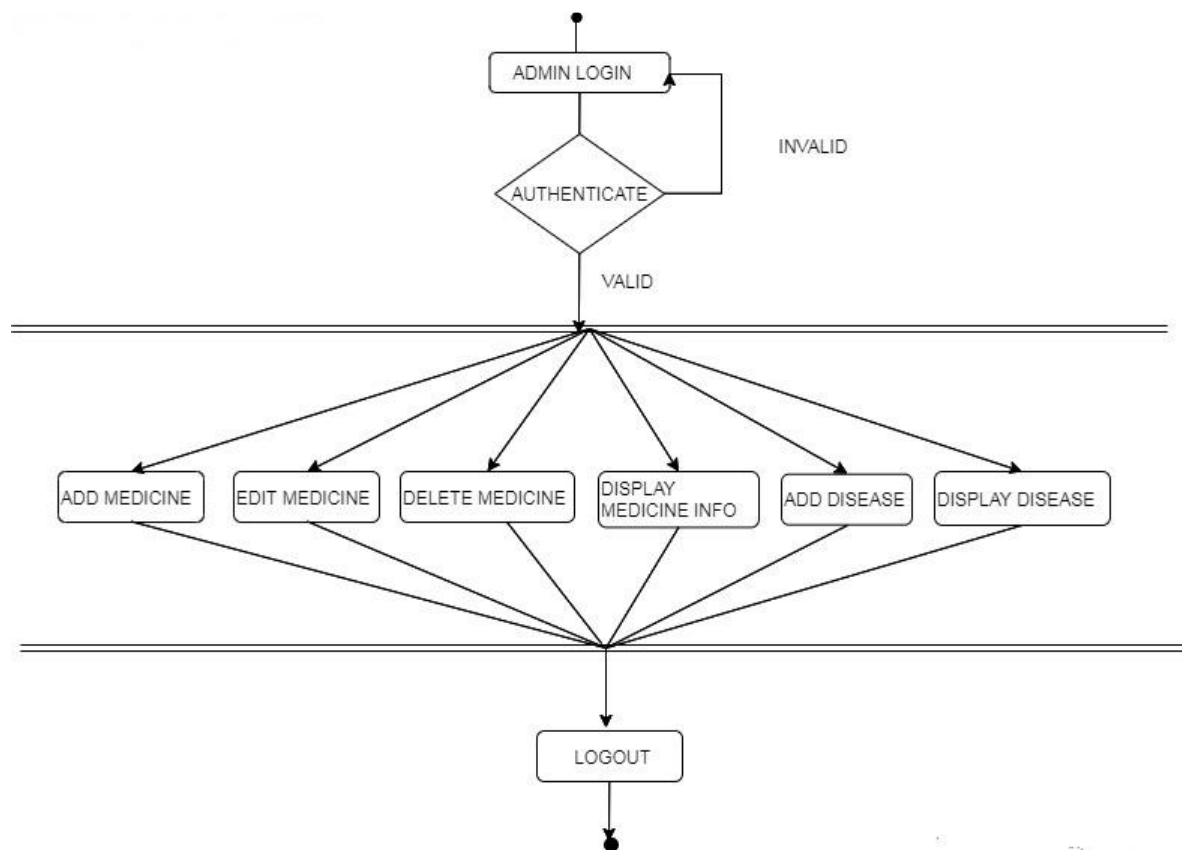 ADMIN LOGIN
INVALID
AUTHENTICATE
VALID
ADD MEDICINE
EDIT MEDICINE
DELETE MEDICINE
DISPLAY
MEDICINE INFO
ADD DISEASE
DISPLAY DISEASE
LOGOUT